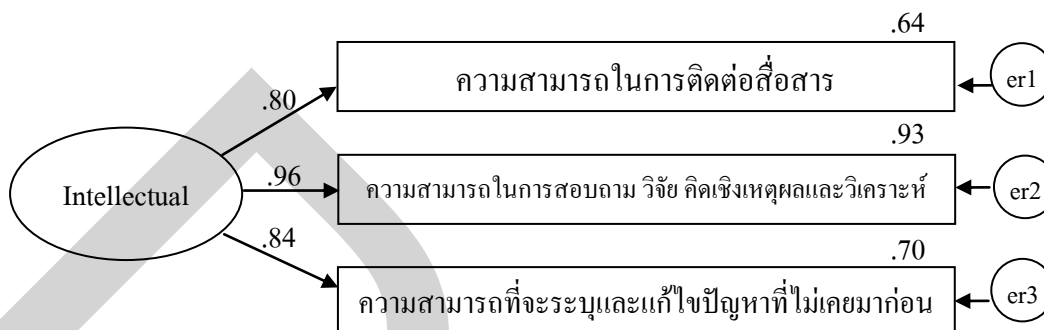 .64
.80 ความสามารถในการติดต่อสื่อสาร er1
.93
Intellectual .96 ความสามารถในการสอบถาม วิจัย คิดเชิงเหตุผลและวิเคราะห์ er2
.84 .70
ความสามารถที่จะระบุและแก้ไขปัญหาที่ไม่เคยมาก่อน er3